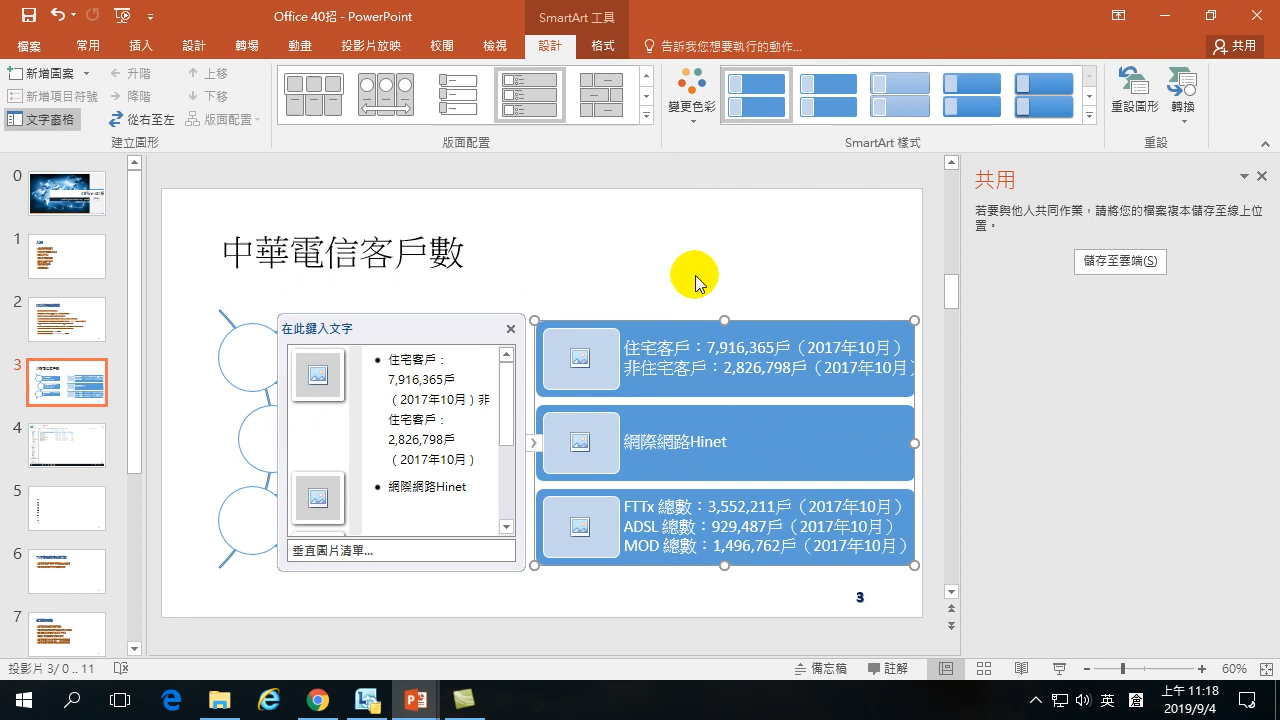 Office 40招 - PowerPoint
SmartArt 工具
檔案
常用
插入
設計
轉場
動畫
投影片放映
校閱
檢視
設計
格式
告訴我您想要執行的動作...
共用
新增圖案
升階
上移
新增項目符號
降階
下移
文字窗格
從右至左
版面配置
建立圖形
版面配置
變更色彩
SmartArt 樣式
重設圖形
轉換
重設
0
1
2
3
4
5
6
7
中華電信客戶數
在此鍵入文字
住宅客戶：
7,916,365戶
（2017年10月）非
住宅客戶：
2,826,798戶
（2017年10月）
網際網路Hinet
垂直圖片清單...
住宅客戶：7,916,365戶（2017年10月）
非住宅客戶：2,826,798戶（2017年10月）
網際網路Hinet
FTTx 總數：3,552,211戶（2017年10月）
ADSL 總數：929,487戶（2017年10月）
MOD 總數：1,496,762戶（2017年10月）
3
共用
若要與他人共同作業，請將您的檔案複本儲存至線上位
置。
儲存至雲端(S)
投影片 3/ 0 .. 11
備忘稿
註解
60%
英
上午 11:18
2019/9/4